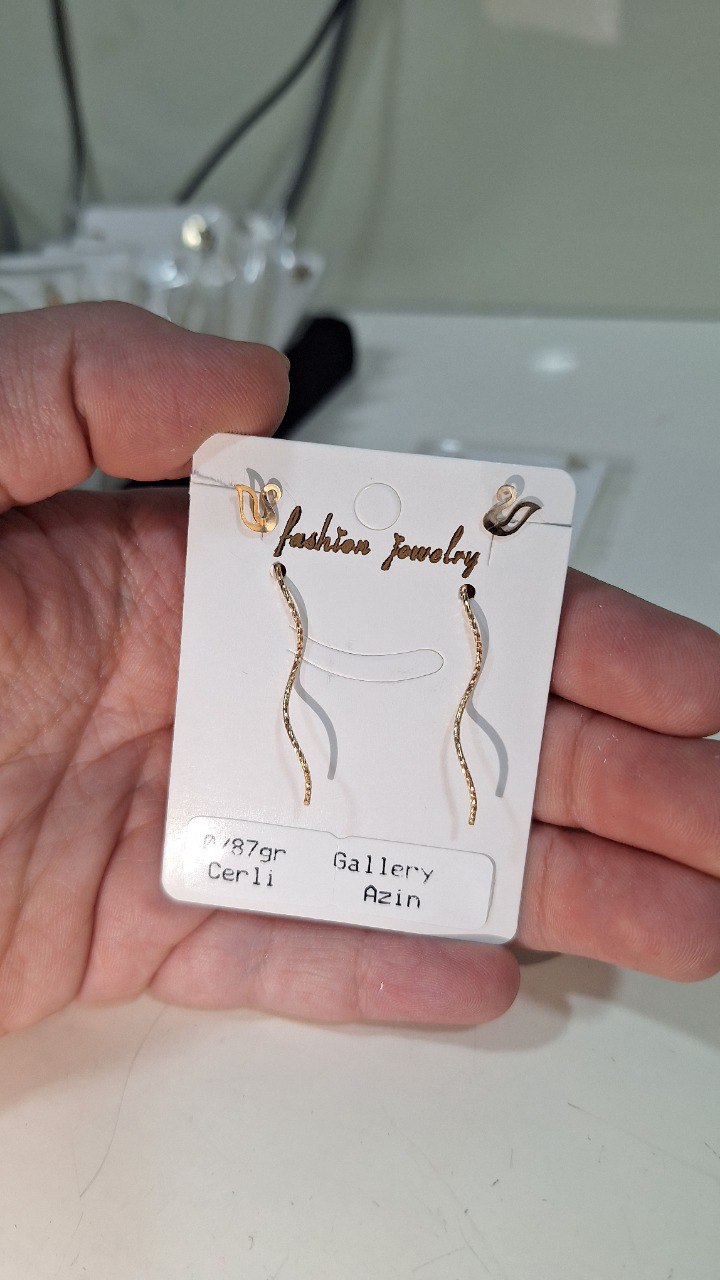 fashion jewelry
0/87gr
Cerli
Gallery
Azin